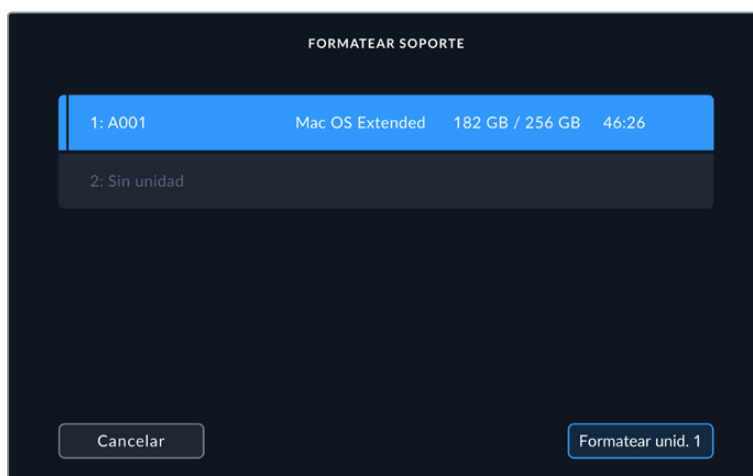 FORMATEAR SOPORTE
1: A001 Mac OS Extended 182 GB / 256 GB 46:26
2: Sin unidad
Cancelar Formatear unid. 1